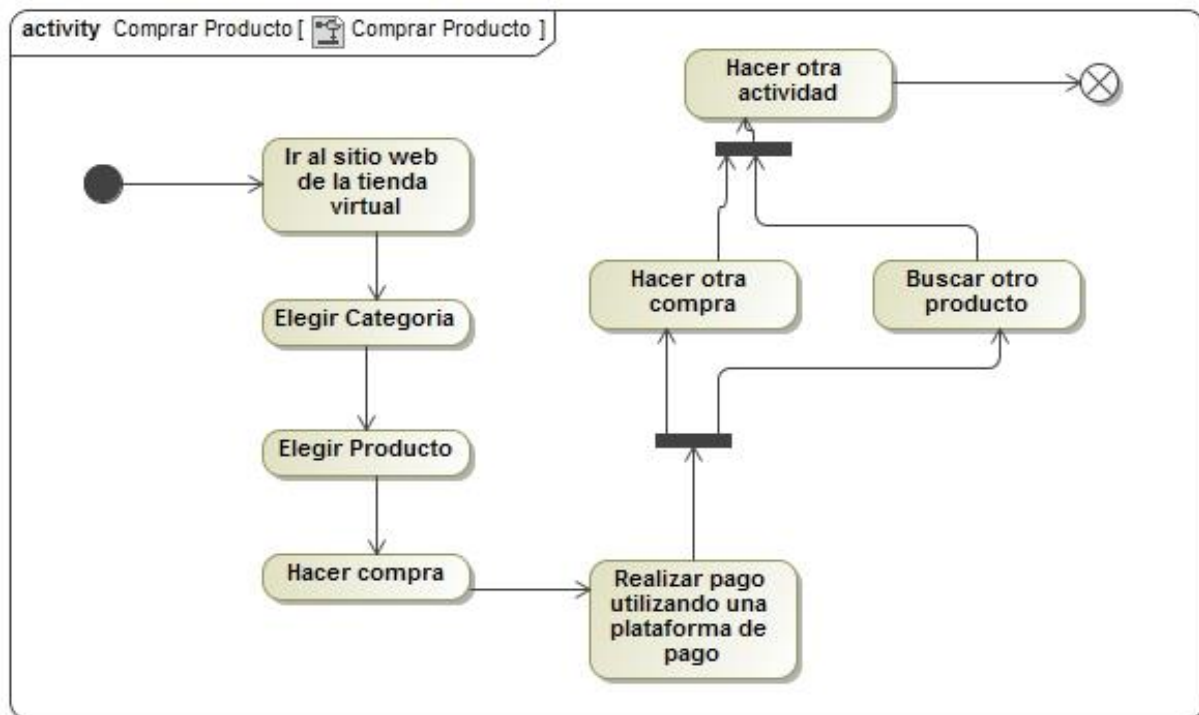 activity Comprar Producto [ Comprar Producto ]
Ir al sitio web
de la tienda
virtual
Elegir Categoria
Elegir Producto
Hacer compra
Realizar pago
utilizando una
plataforma de
pago
Hacer otra
compra
Buscar otro
producto
Hacer otra
actividad